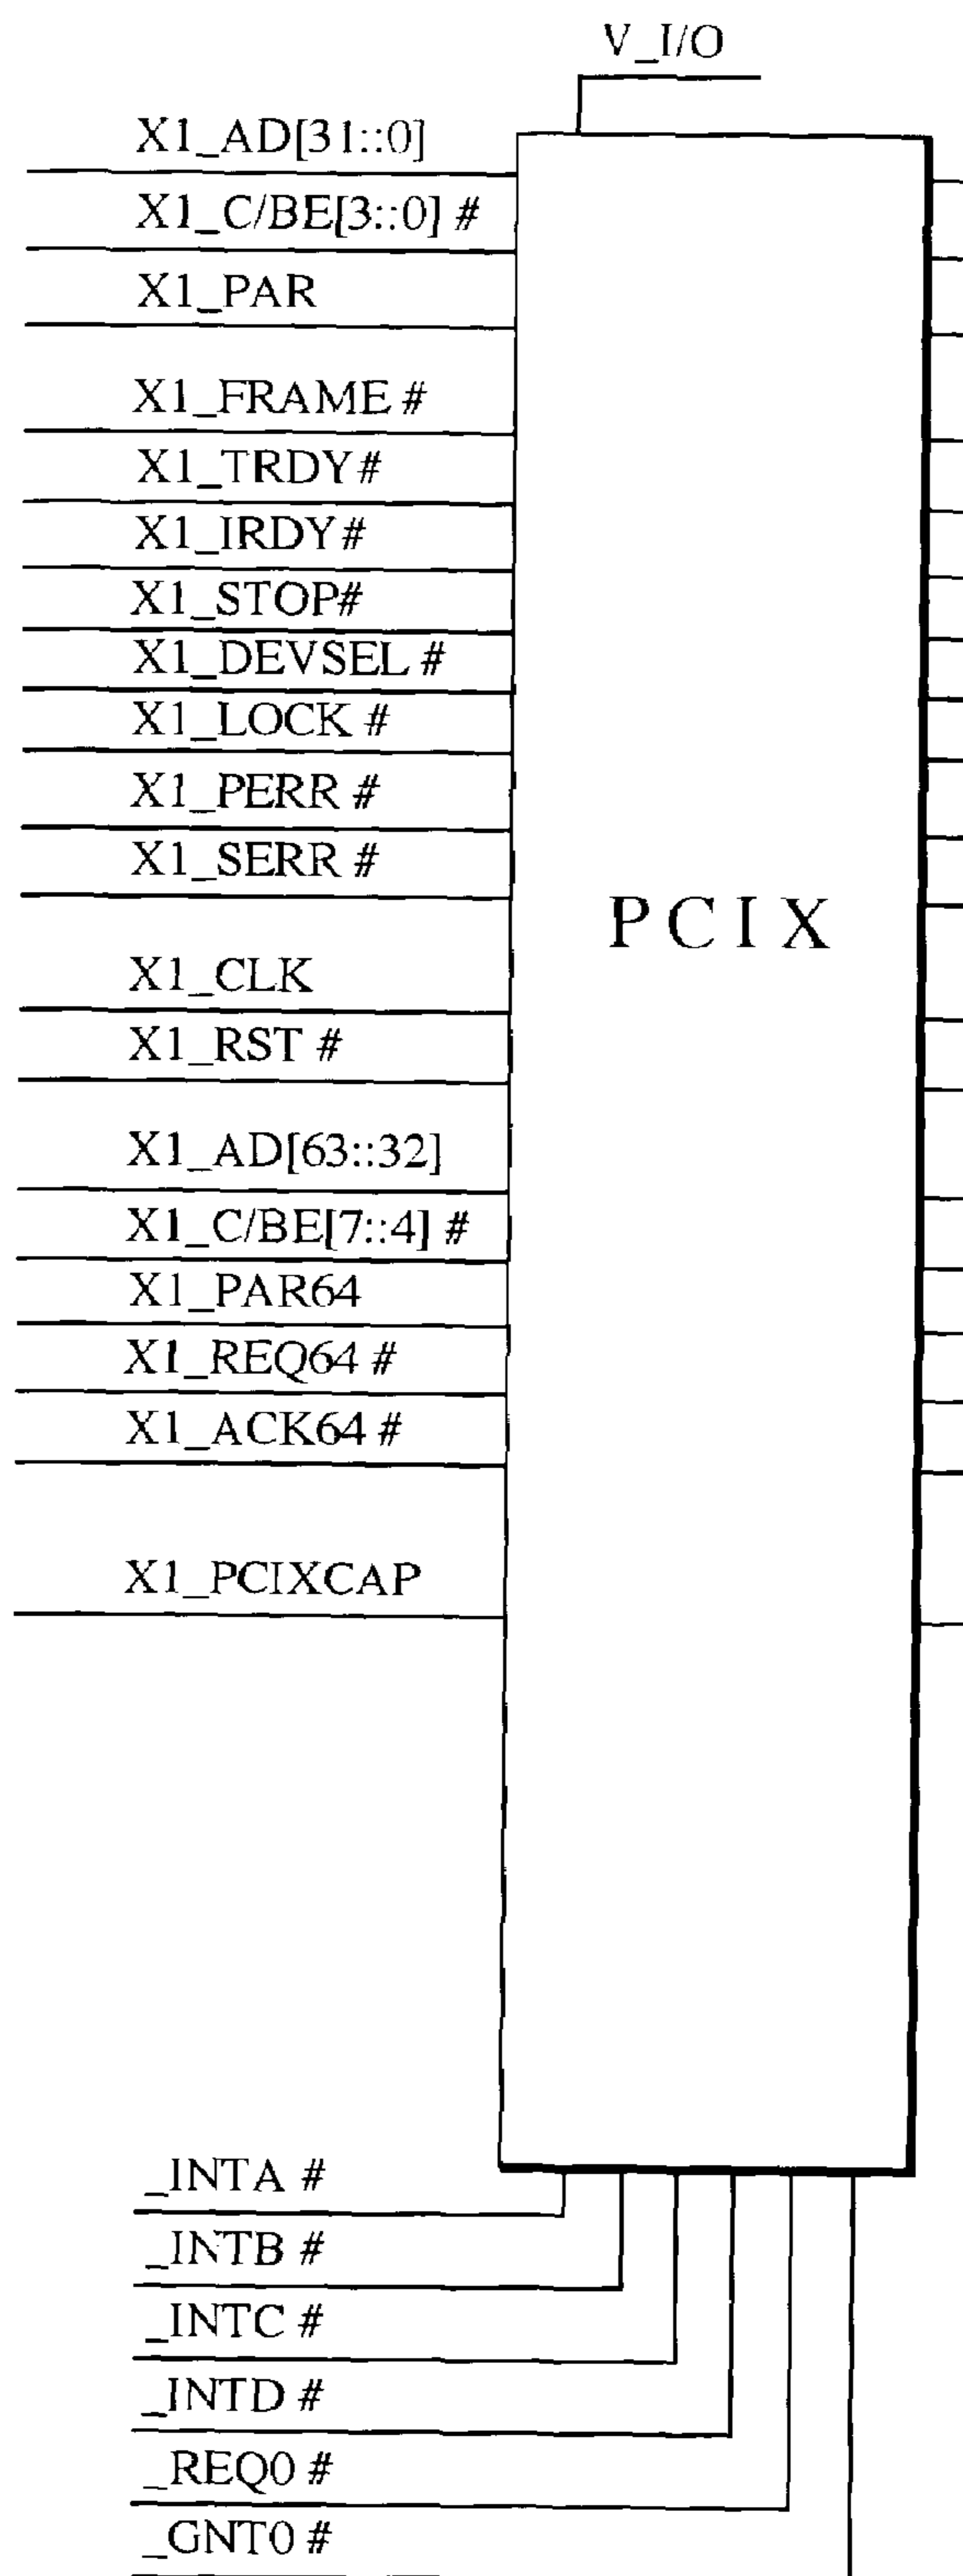 V_I/O
X1_AD[31::0]
X1_C/BE[3::0] #
X1_PAR
X1_FRAME #
X1_TRDY#
X1_IRDY#
X1_STOP#
X1_DEVSEL #
X1_LOCK #
X1_PERR #
X1_SERR #
PCIX
X1_CLK
X1_RST #
X1_AD[63::32]
X1_C/BE[7::4] #
X1_PAR64
X1_REQ64 #
X1_ACK64 #
X1_PCIXCAP
_INTA #
_INTB #
_INTC #
_INTD #
_REQ0 #
_GNT0 #